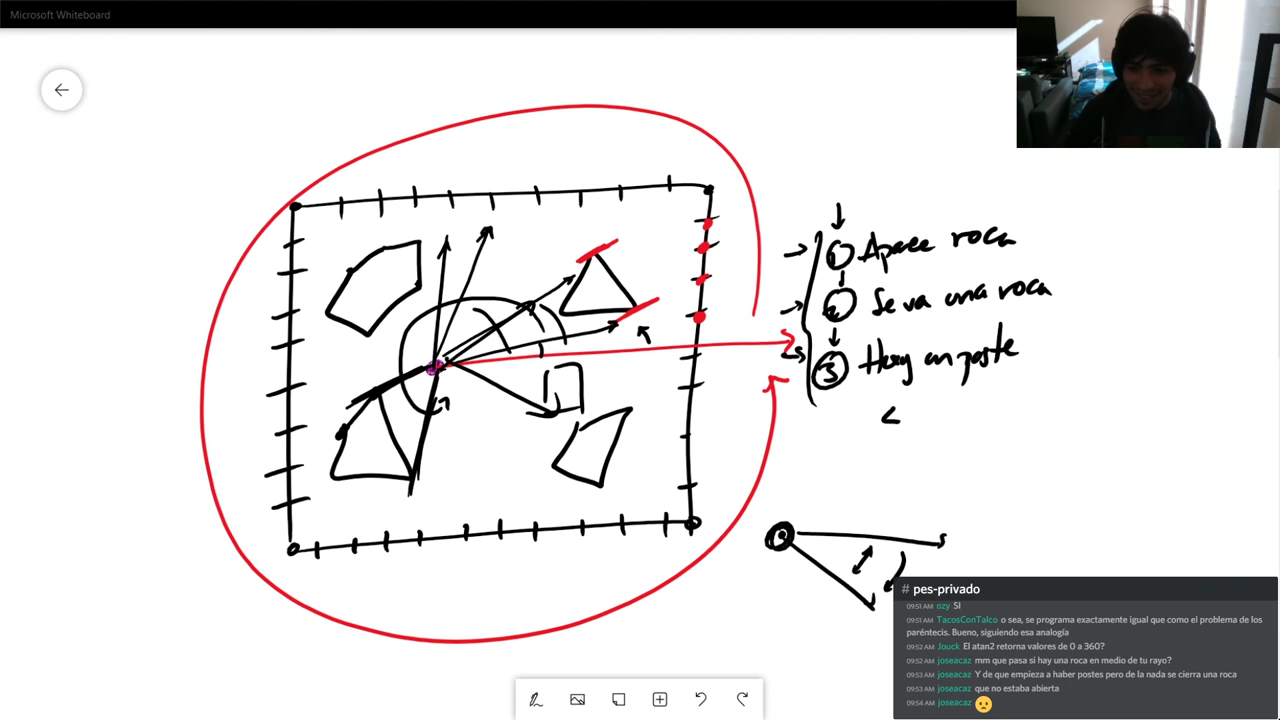 Microsoft Whiteboard
1 Aparece roca
2 Se va una roca
3 Hay un poste
# pes-privado
09:51 AM ozy SI
09:51 AM TacosConTalco o sea, se programa exactamente igual que como el problema de los
paréntecis. Bueno, siguiendo esa analogía
09:52 AM Jouck El atan2 retorna valores de 0 a 360?
09:52 AM joseacaz mm que pasa si hay una roca en medio de tu rayo?
09:53 AM joseacaz Y de que empieza a haber postes pero de la nada se cierra una roca
09:53 AM joseacaz que no estaba abierta
09:54 AM joseacaz